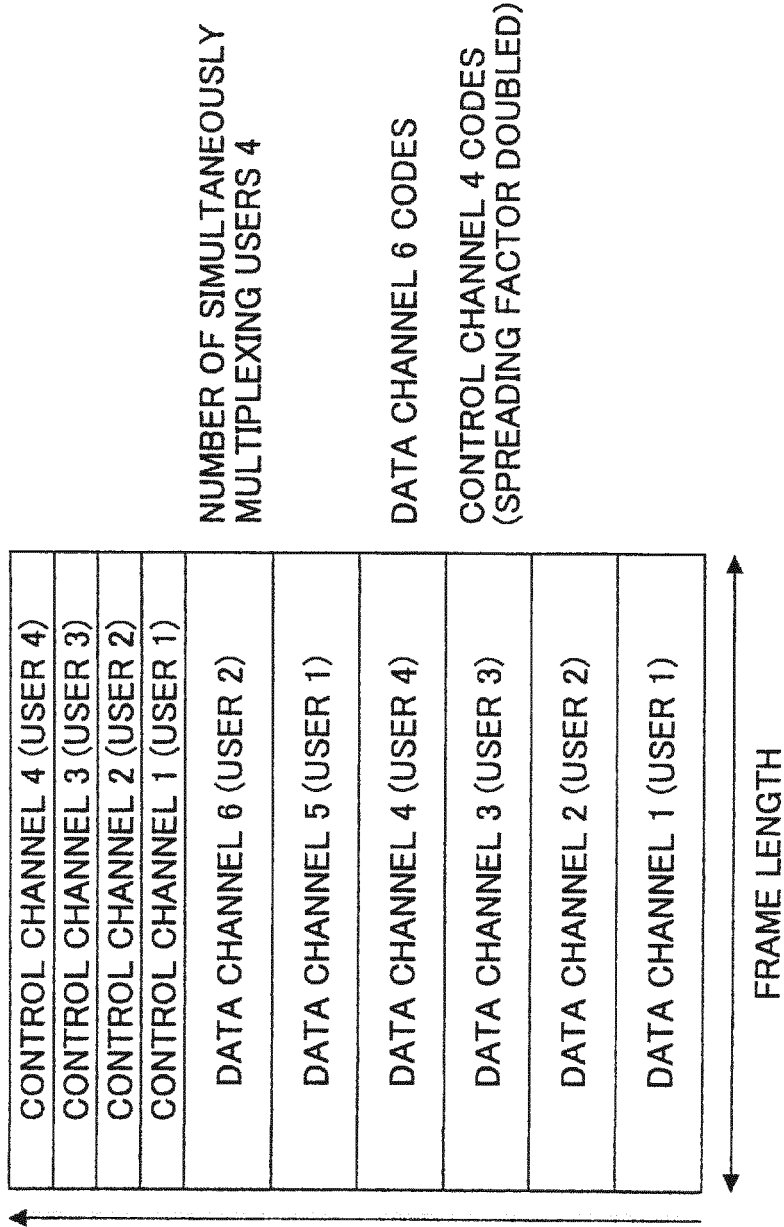 CONTROL CHANNEL 4 (USER 4)
CONTROL CHANNEL 3 (USER 3)
CONTROL CHANNEL 2 (USER 2)
CONTROL CHANNEL 1 (USER 1)
DATA CHANNEL 6 (USER 2)
DATA CHANNEL 5 (USER 1)
DATA CHANNEL 4 (USER 4)
DATA CHANNEL 3 (USER 3)
DATA CHANNEL 2 (USER 2)
DATA CHANNEL 1 (USER 1)
FRAME LENGTH
NUMBER OF SIMULTANEOUSLY
MULTIPLEXING USERS 4
DATA CHANNEL 6 CODES
CONTROL CHANNEL 4 CODES
(SPREADING FACTOR DOUBLED)